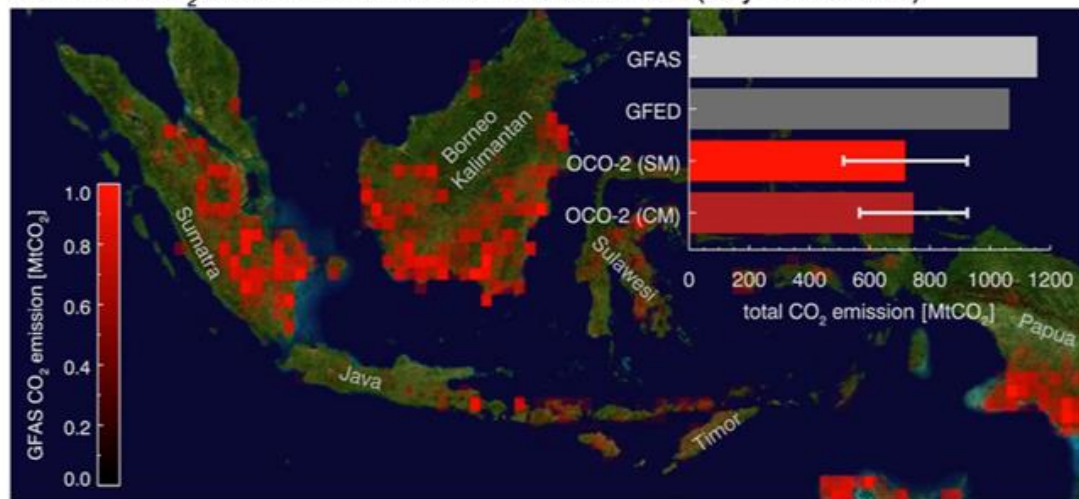 GFAS
GFED
OCO-2 (SM)
OCO-2 (CM)
0 200 400 600 800 1000 1200
total CO₂ emission [MtCO₂]
Borneo
Kalimantan
Sumatra
Sulawesi
Java
Timor
Papua
GFAS CO₂ emission [MtCO₂]
1.0
0.8
0.6
0.4
0.2
0.0